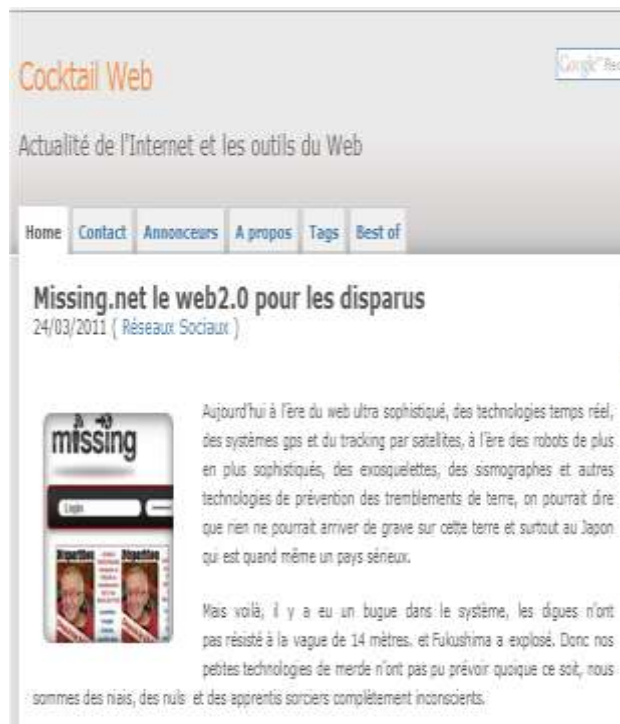 Cocktail Web
Google
Actualité de l'Internet et les outils du Web
Home Contact Annonceurs A propos Tags Best of
Missing.net le web2.0 pour les disparus
24/03/2011 { Réseaux Sociaux }
missing
Login
Aujourd'hui à l'ère du web ultra sophistiqué, des technologies temps réel,
des systèmes gps et du tracking par satellites, à l'ère des robots de plus
en plus sophistiqués, des exosquelettes, des sismographes et autres
technologies de prévention des tremblements de terre, on pourrait dire
que rien ne pourrait arriver de grave sur cette terre et surtout au Japon
qui est quand même un pays sérieux.
Mais voilà, il y a eu un bugue dans le système, les digues n'ont
pas résisté à la vague de 14 mètres. et Fukushima a explosé. Donc nos
petites technologies de merde n'ont pas pu prévoir quoique ce soit, nous
sommes des niais, des nuls et des apprentis sorciers complètement inconscients.